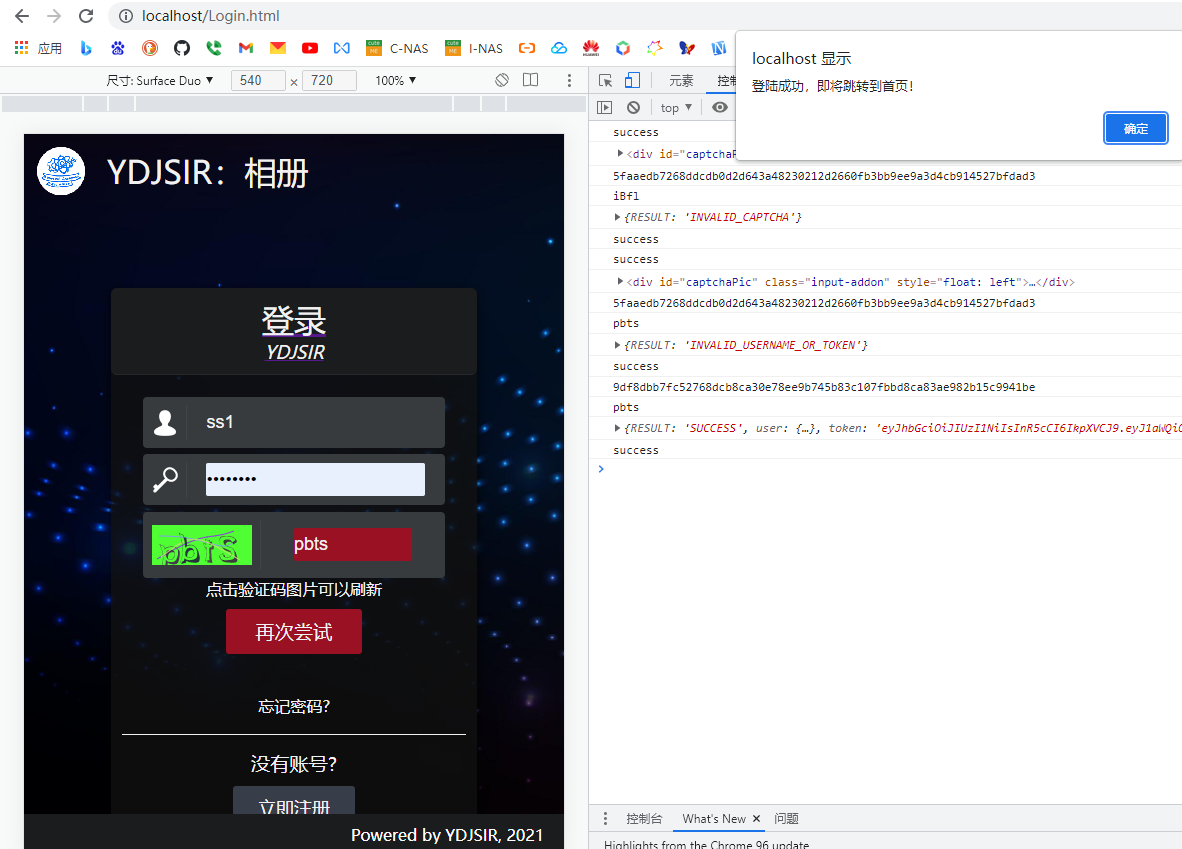 localhost/Login.html
应用
C-NAS
I-NAS
尺寸: Surface Duo ▼ 540 × 720 100% ▼
元素
top ▼
localhost 显示
登陆成功，即将跳转到首页!
确定
YDJSIR：相册
登录
YDJSIR
ss1
••••••••
pbts
pbts
点击验证码图片可以刷新
再次尝试
忘记密码?
没有账号?
立即注册
Powered by YDJSIR, 2021
success
<div id="captchaP
5faaedb7268ddcdb0d2d643a48230212d2660fb3bb9ee9a3d4cb914527bfdad3
iBfl
{RESULT: 'INVALID_CAPTCHA'}
success
success
<div id="captchaPic" class="input-addon" style="float: left">…</div>
5faaedb7268ddcdb0d2d643a48230212d2660fb3bb9ee9a3d4cb914527bfdad3
pbts
{RESULT: 'INVALID_USERNAME_OR_TOKEN'}
success
9df8dbb7fc52768dcb8ca30e78ee9b745b83c107fbbd8ca83ae982b15c9941be
pbts
{RESULT: 'SUCCESS', user: {…}, token: 'eyJhbGciOiJIUzI1NiIsInR5cCI6IkpXVCJ9.eyJ1aWQiO
success
控制台
What's New ×
问题
Highlights from the Chrome 96 update